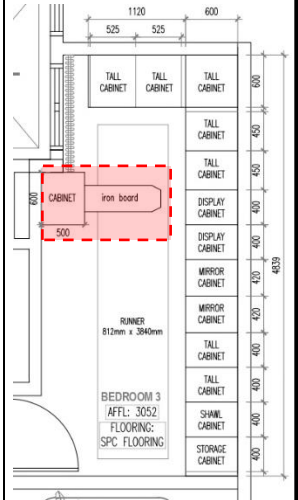 1120 600
525 525
TALL
CABINET
TALL
CABINET
TALL
CABINET
600
TALL
CABINET
450
TALL
CABINET
450
CABINET
600
500
iron board
DISPLAY
CABINET
400
DISPLAY
CABINET
400
MIRROR
CABINET
420
4839
MIRROR
CABINET
420
RUNNER
812mm x 3840mm
TALL
CABINET
400
TALL
CABINET
400
BEDROOM 3
AFFL: 3052
FLOORING:
SPC FLOORING
SHAWL
CABINET
400
STORAGE
CABINET
400